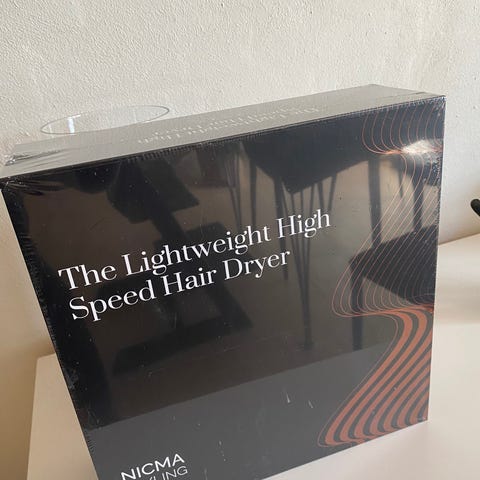 The Lightweight High
Speed Hair Dryer
NICMA